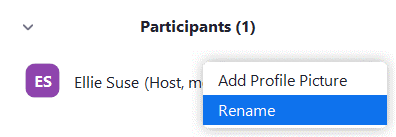 Participants (1)
ES
Ellie Suse (Host, m
Add Profile Picture
Rename